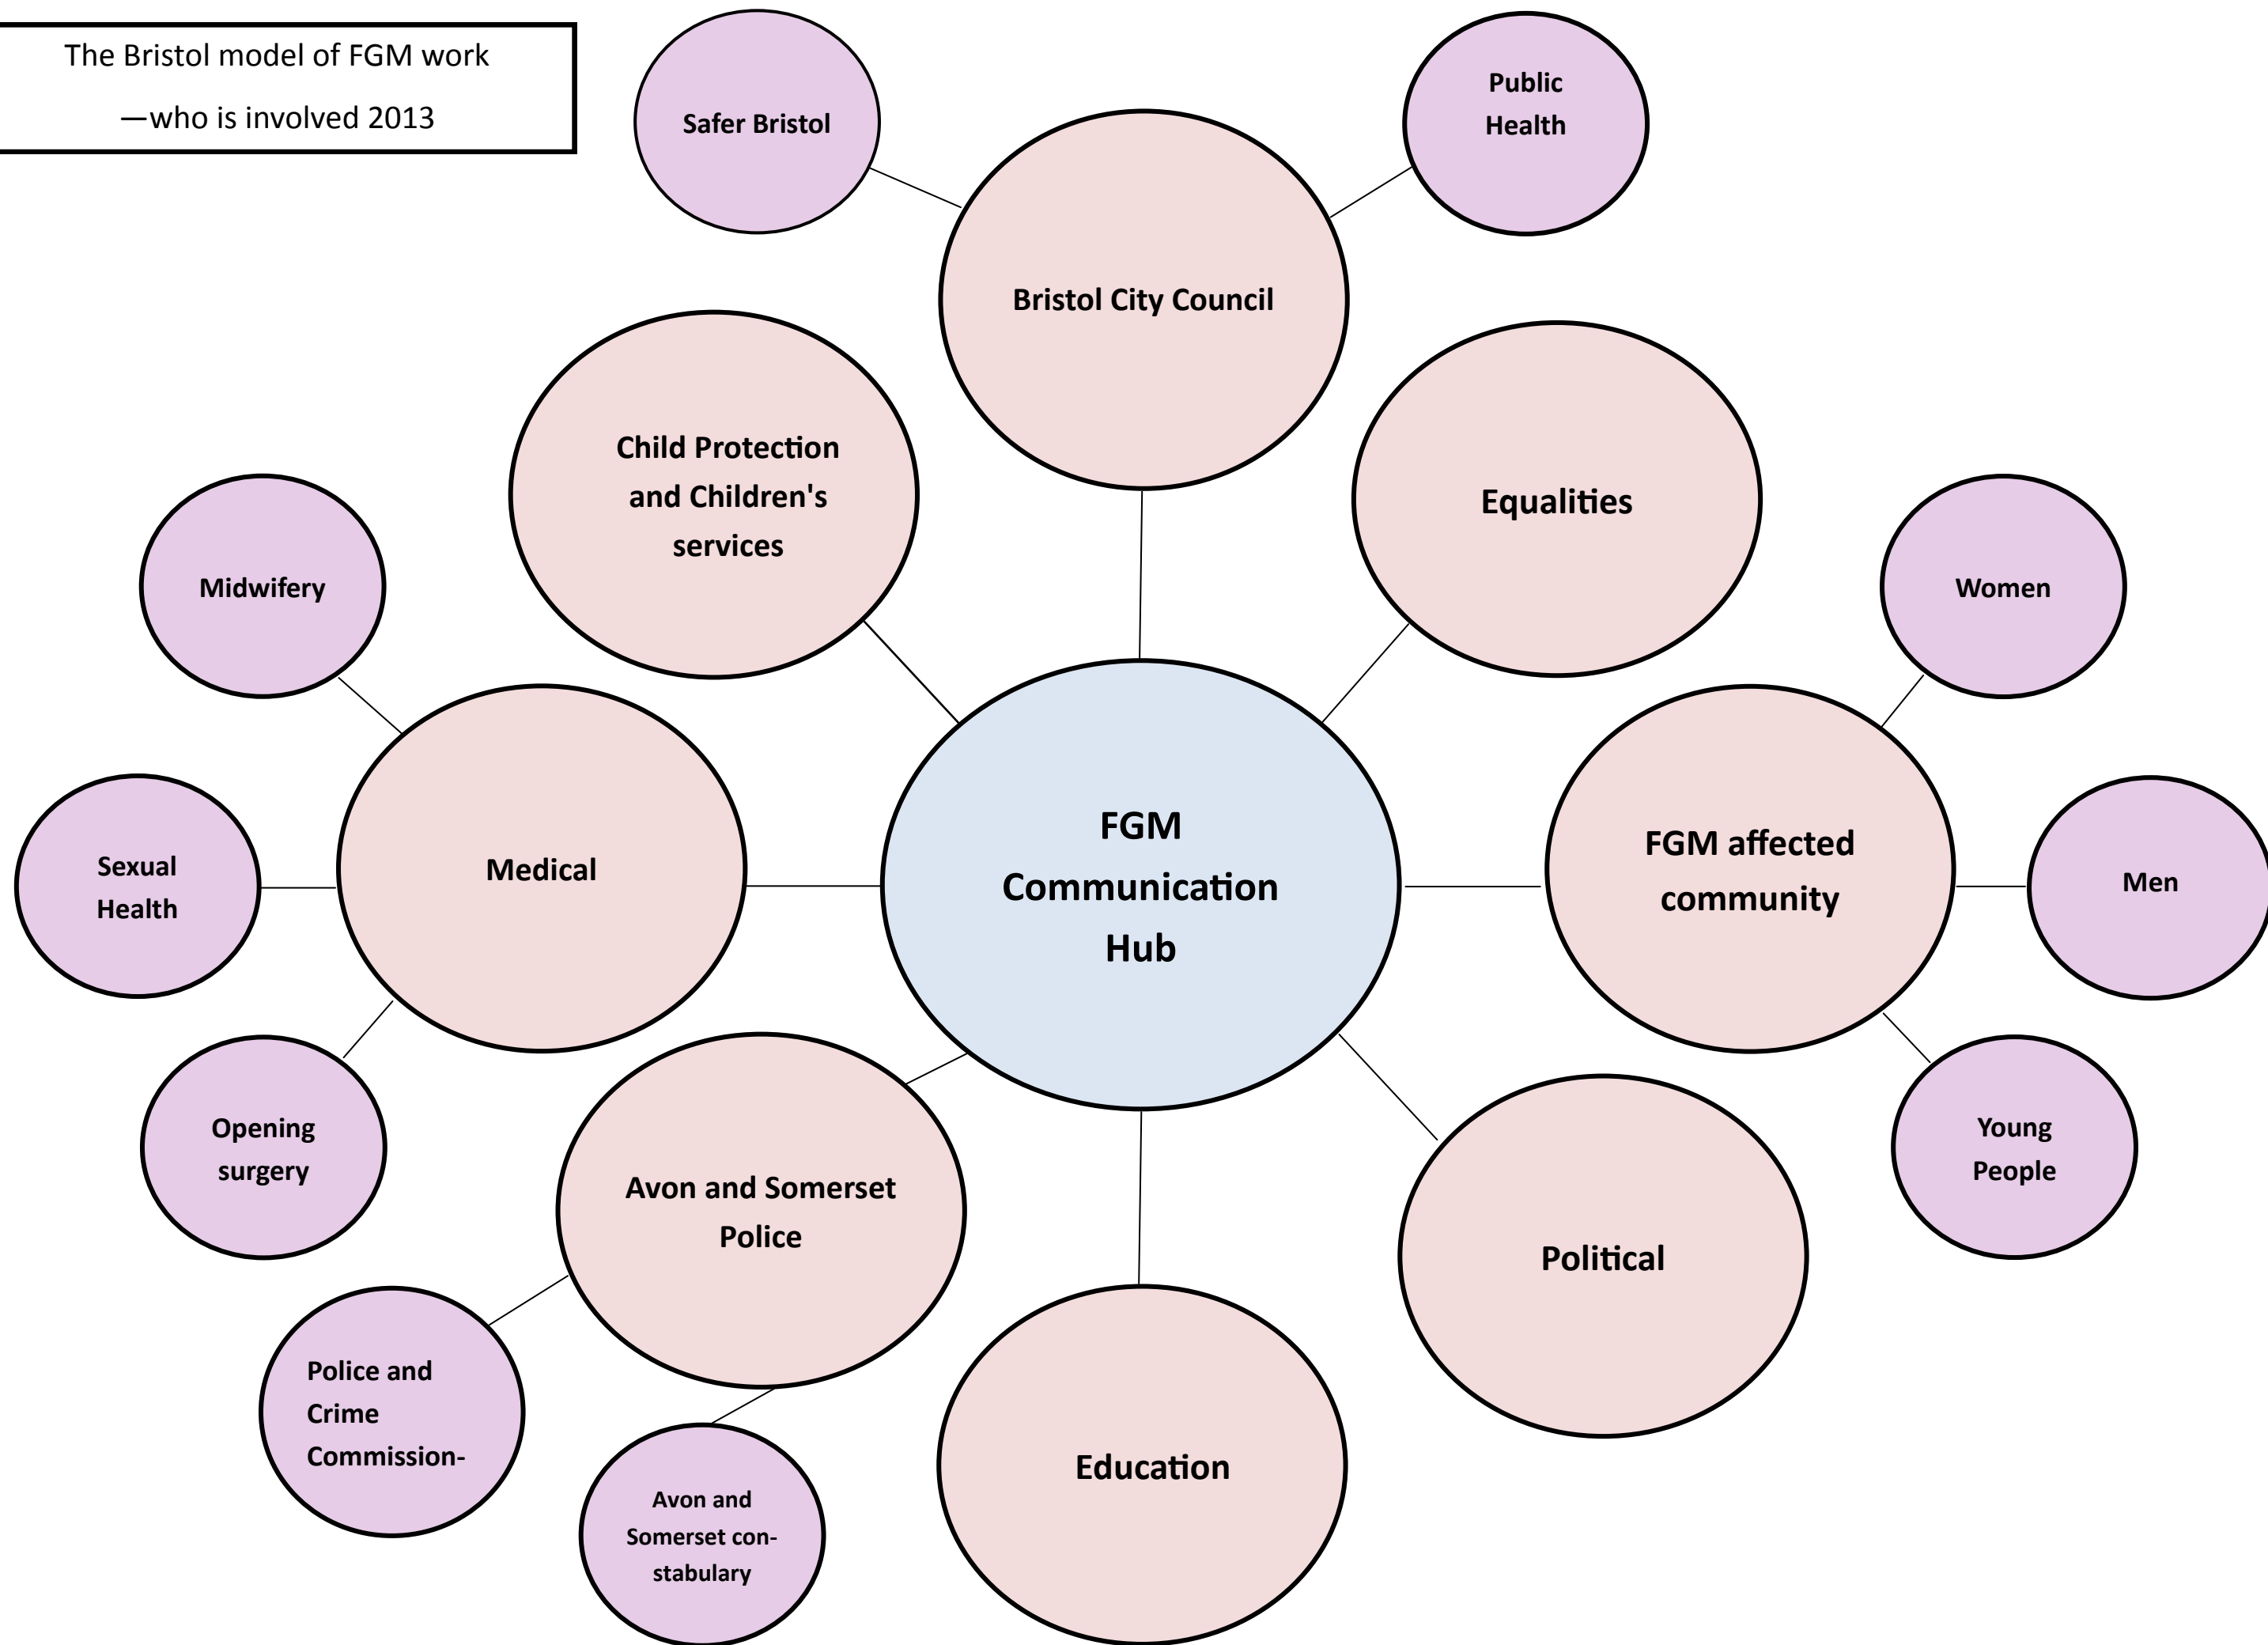 The Bristol model of FGM work
—who is involved 2013
Safer Bristol
Public
Health
Bristol City Council
Child Protection
and Children's
services
Equalities
Midwifery
Women
Medical
FGM
Communication
Hub
FGM affected
community
Sexual
Health
Men
Opening
surgery
Avon and Somerset
Police
Political
Young
People
Police and
Crime
Commission-
Avon and
Somerset con-
stabulary
Education